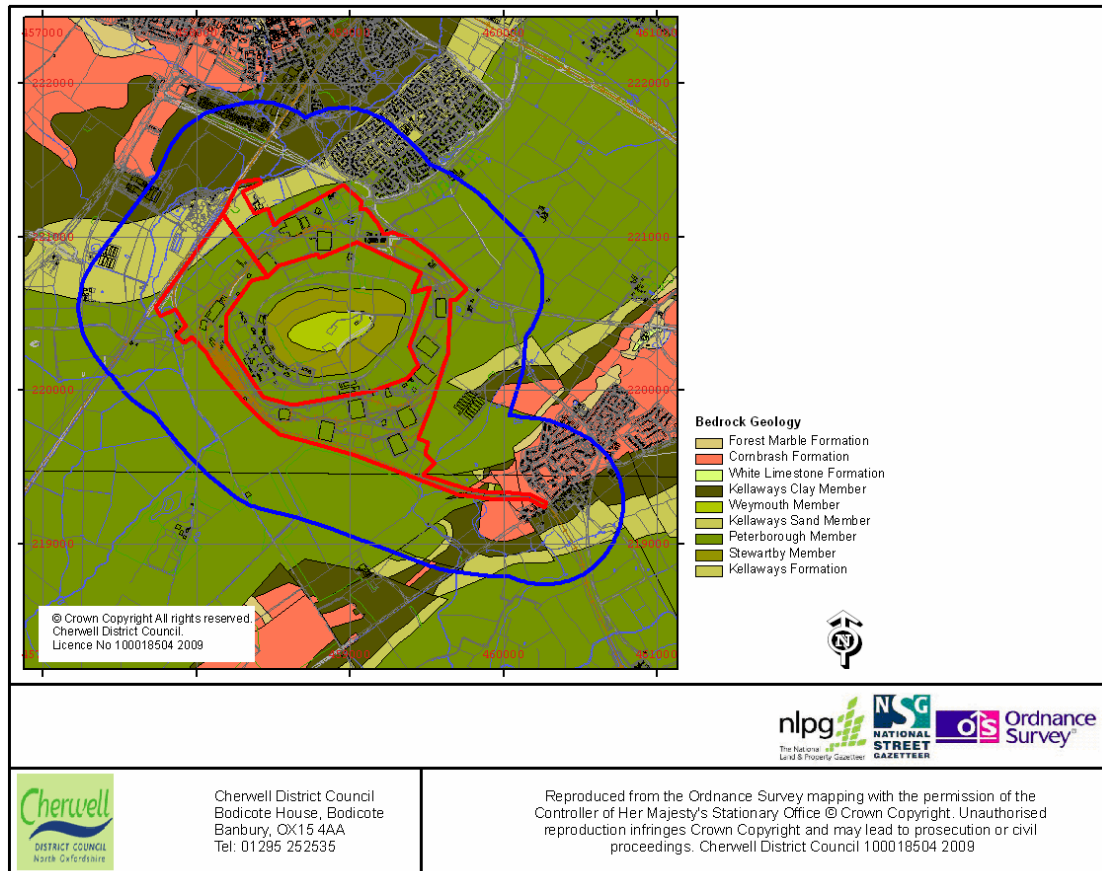 457000
460000
461000
222000
222000
221000
221000
220000
220000
219000
219000
461000
Bedrock Geology
Forest Marble Formation
Cornbrash Formation
White Limestone Formation
Kellaways Clay Member
Weymouth Member
Kellaways Sand Member
Peterborough Member
Stewartby Member
Kellaways Formation
© Crown Copyright All rights reserved.
Cherwell District Council.
Licence No 100018504 2009
460000
N
nlpg
The National
Land & Property Gazetteer
NSG
NATIONAL
STREET
GAZETTEER
OS
Ordnance
Survey®
Cherwell
DISTRICT COUNCIL
North Oxfordshire
Cherwell District Council
Bodicote House, Bodicote
Banbury, OX15 4AA
Tel: 01295 252535
Reproduced from the Ordnance Survey mapping with the permission of the
Controller of Her Majesty's Stationary Office © Crown Copyright. Unauthorised
reproduction infringes Crown Copyright and may lead to prosecution or civil
proceedings. Cherwell District Council 100018504 2009